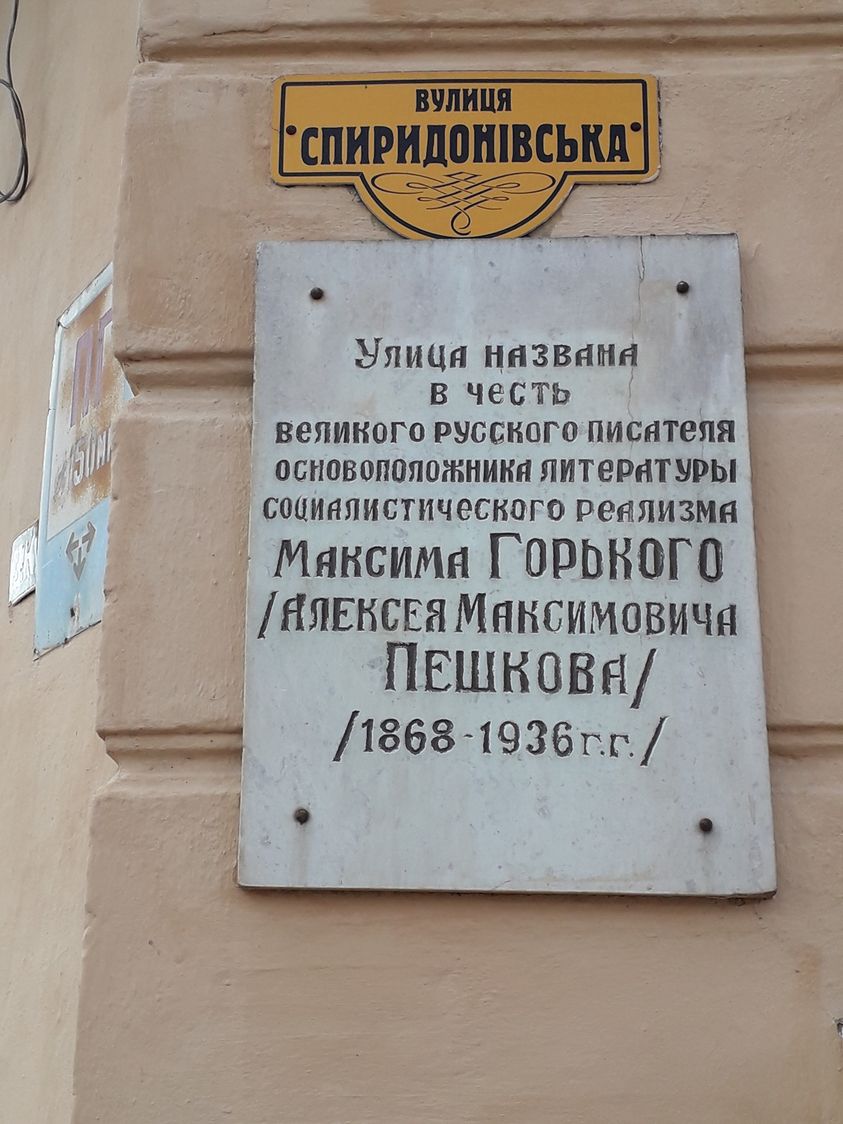 ВУЛИЦЯ
СПИРИДОНІВСЬКА
Улица названа
в честь
великого русского писателя
основоположника литературы
социалистического реализма
Максима Горького
/Алексея Максимовича
Пешкова/
/1868-1936 г.г./